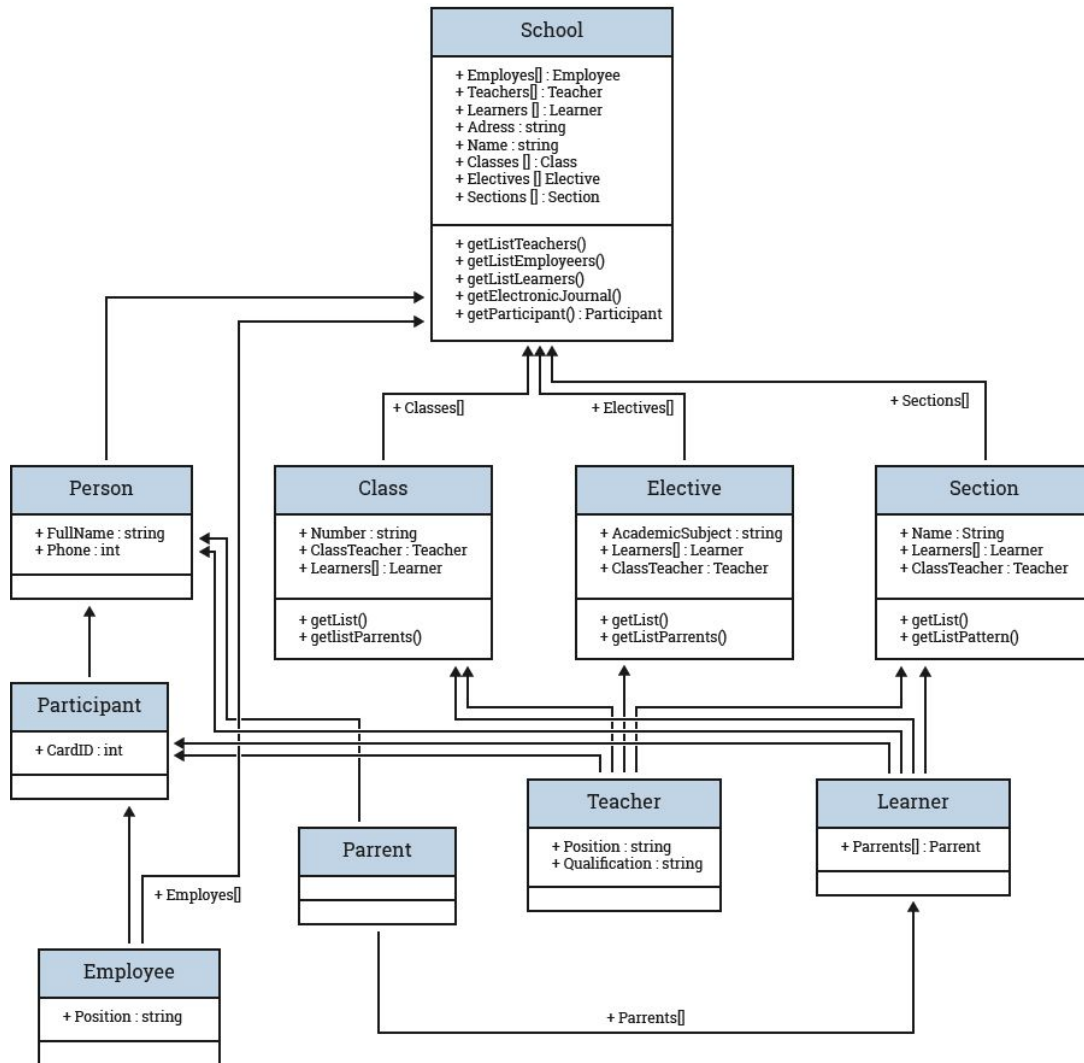 School
+ Employes[] : Employee
+ Teachers[] : Teacher
+ Learners [] : Learner
+ Adress : string
+ Name : string
+ Classes [] : Class
+ Electives [] Elective
+ Sections [] : Section
+ getListTeachers()
+ getListEmployeers()
+ getListLearners()
+ getElectronicJournal()
+ getParticipant() : Participant
+ Classes[]
+ Electives[]
+ Sections[]
Person
+ FullName : string
+ Phone : int
Class
+ Number : string
+ ClassTeacher : Teacher
+ Learners[] : Learner
+ getList()
+ getlistParrents()
Elective
+ AcademicSubject : string
+ Learners[] : Learner
+ ClassTeacher : Teacher
+ getList()
+ getListParrents()
Section
+ Name : String
+ Learners[] : Learner
+ ClassTeacher : Teacher
+ getList()
+ getListPattern()
Participant
+ CardID : int
Parrent
Teacher
+ Position : string
+ Qualification : string
Learner
+ Parrents[] : Parrent
+ Employes[]
Employee
+ Position : string
+ Parrents[]